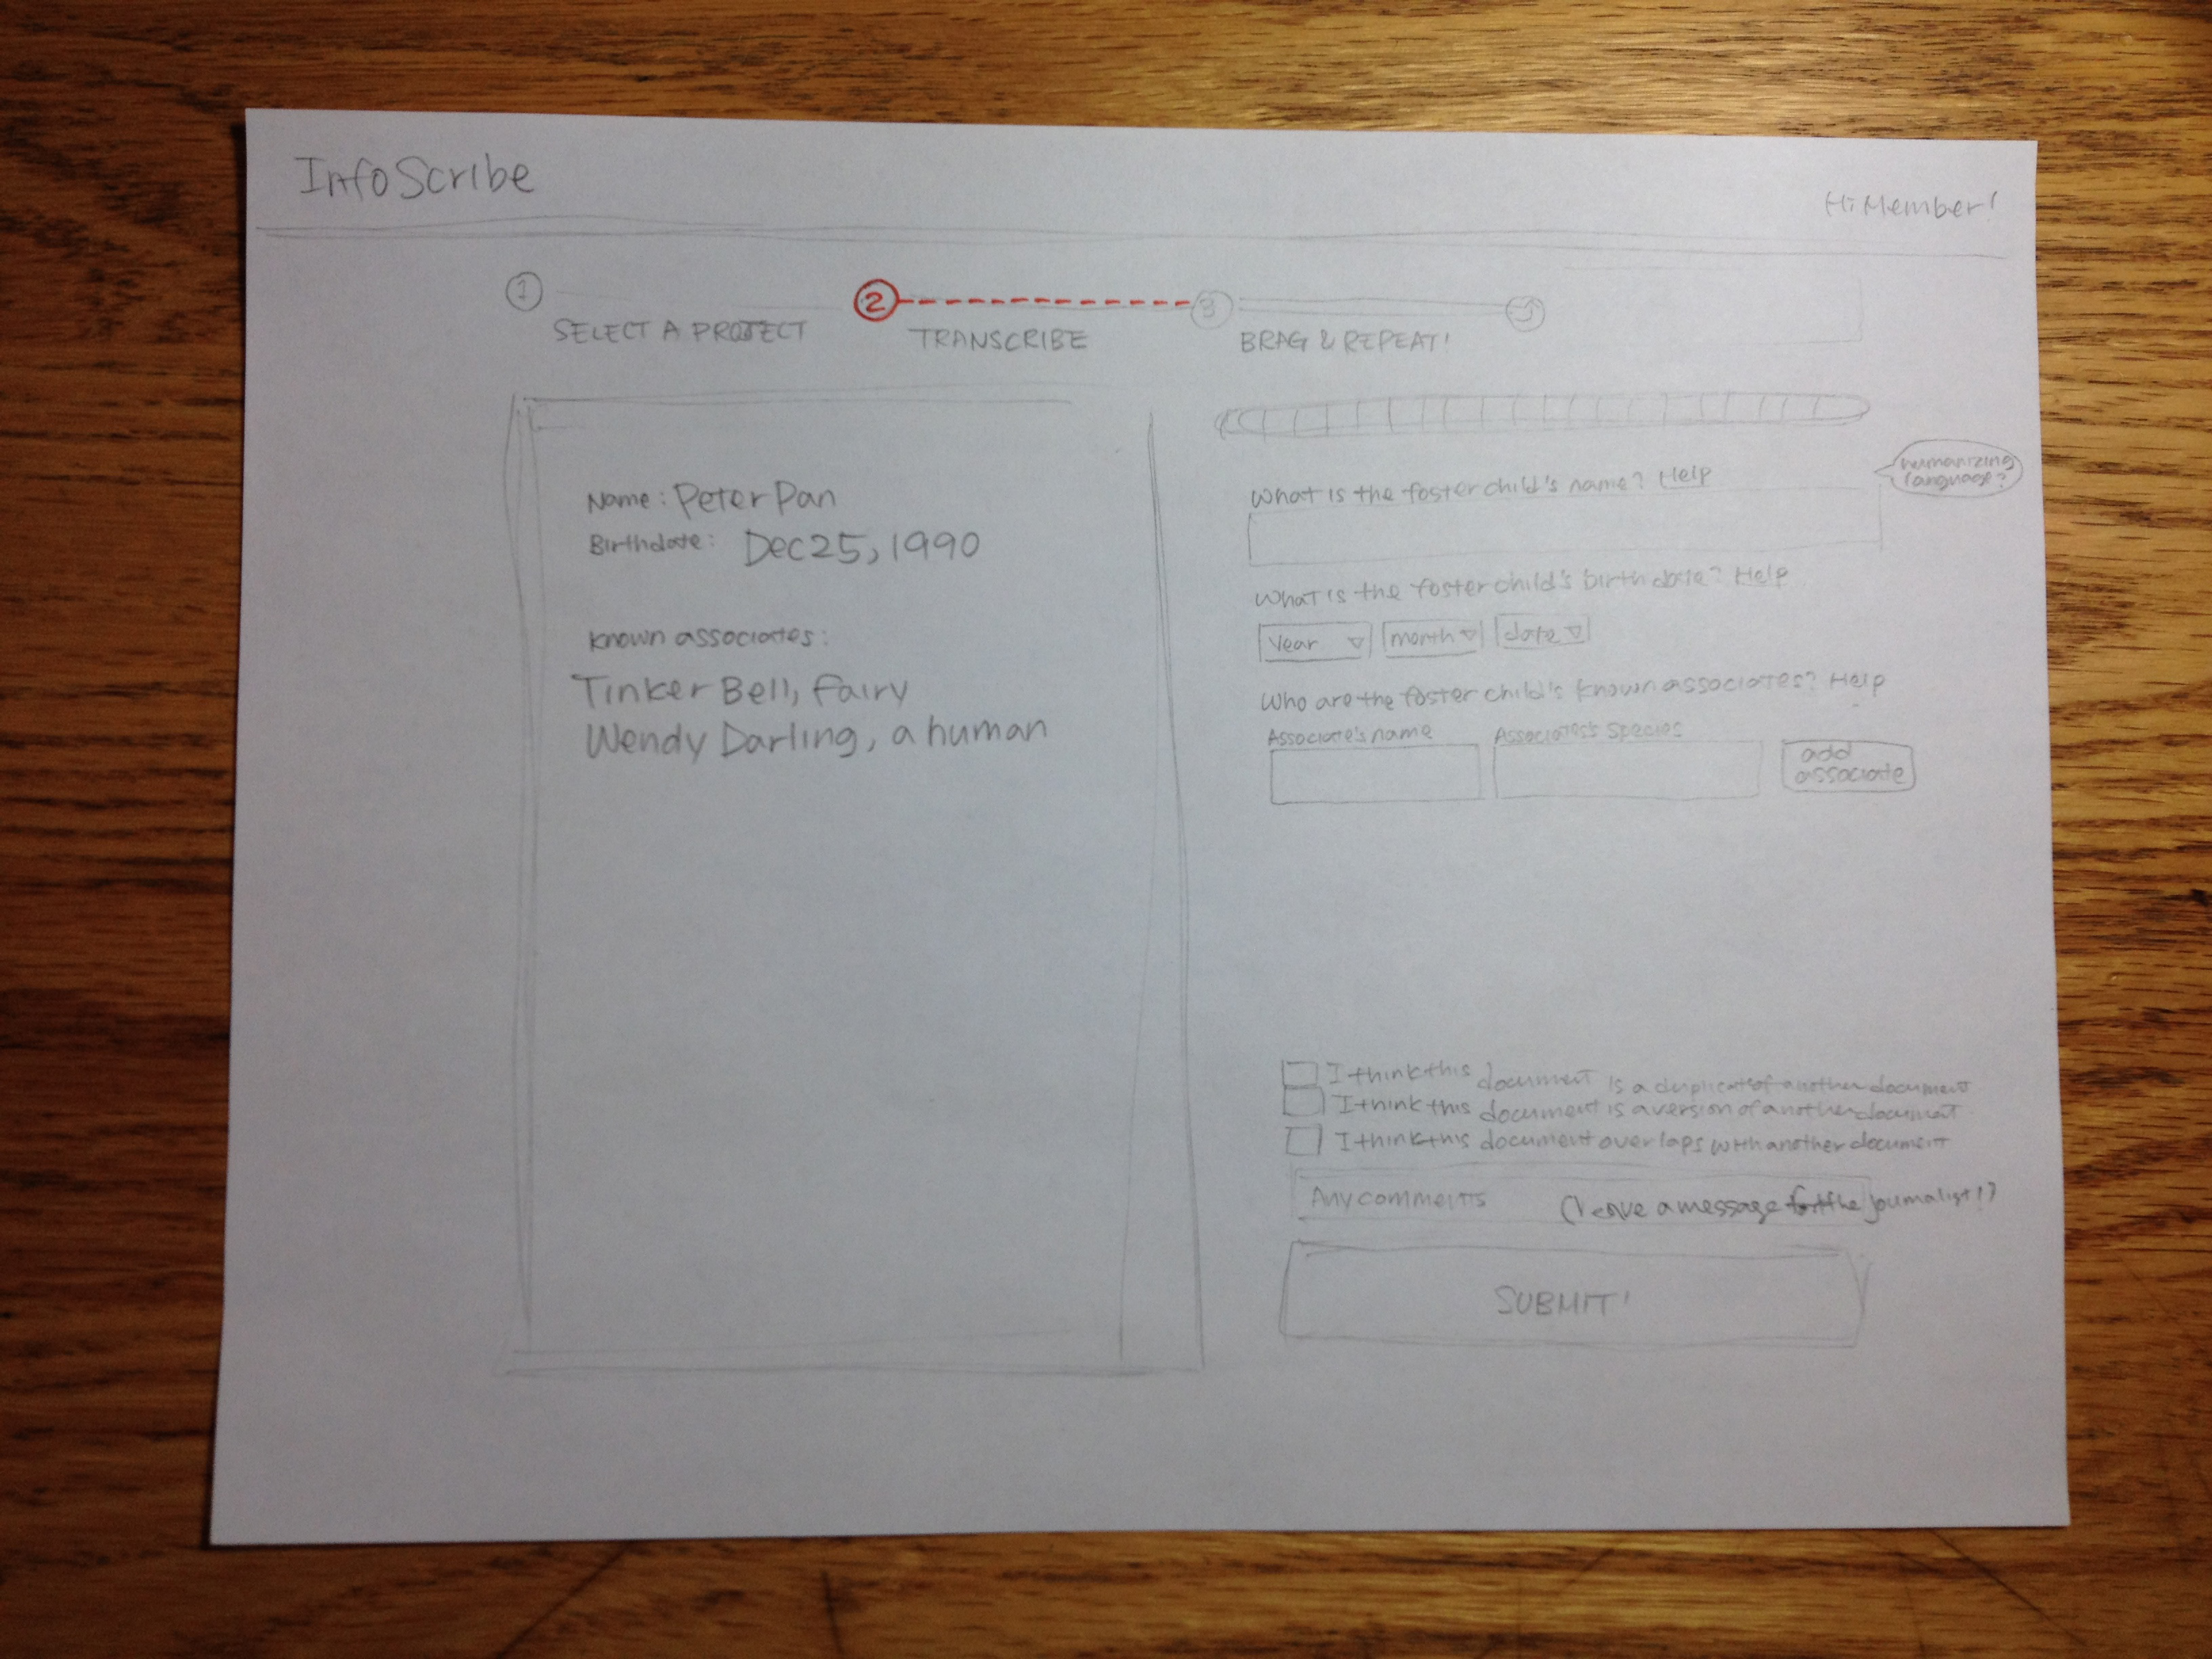 InfoScribe
Hi Member!
1 2 3
SELECT A PROJECT TRANSCRIBE BRAG & REPEAT!
Name: Peter Pan
Birthdate: Dec 25, 1990
Known associates:
Tinker Bell, fairy
Wendy Darling, a human
What is the foster child's name? Help
humanizing
language?
What is the foster child's birthdate? Help
Year month date
Who are the foster child's known associates? Help
Associate's name Associates's Species
add
associate
I think this document is a duplicate of another document
I think this document is a version of another document
I think this document overlaps with another document
Any comments (leave a message for the journalist!)
SUBMIT!